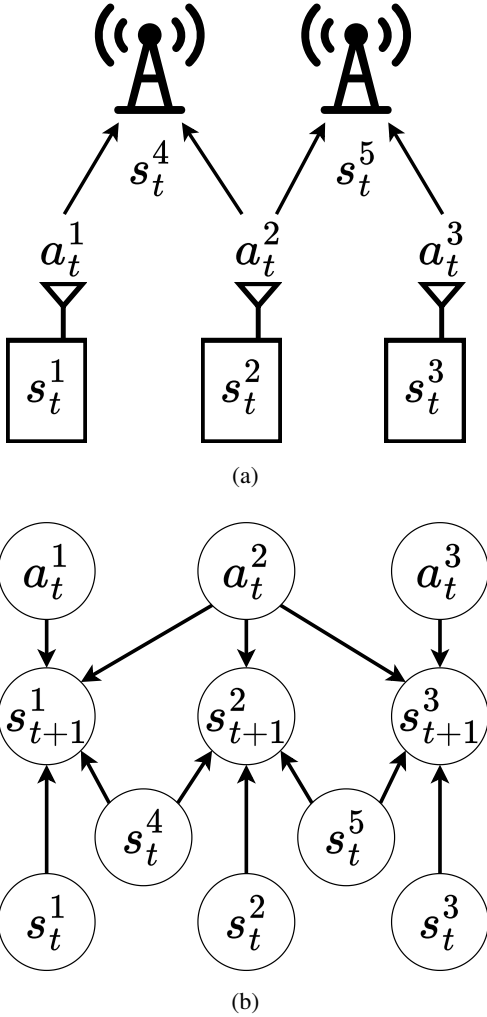 s_t^4 s_t^5
a_t^1 a_t^2 a_t^3
s_t^1 s_t^2 s_t^3
(a)
a_t^1 a_t^2 a_t^3
s_{t+1}^1 s_{t+1}^2 s_{t+1}^3
s_t^4 s_t^5
s_t^1 s_t^2 s_t^3
(b)